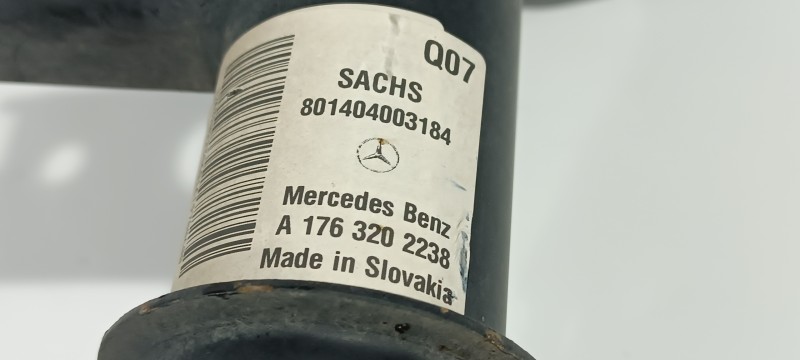 Q07
SACHS
801404003184
Mercedes Benz
A 176 320 2238
Made in Slovakia